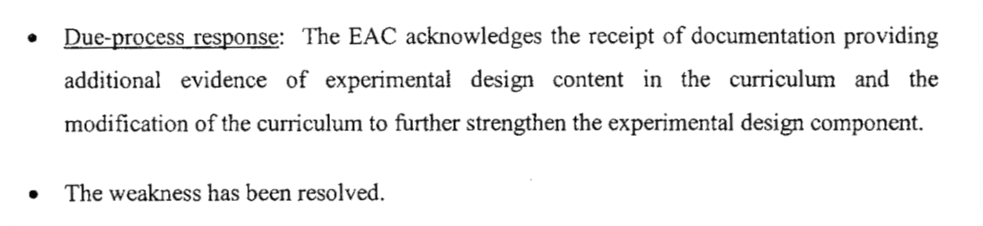 • Due-process response: The EAC acknowledges the receipt of documentation providing
additional evidence of experimental design content in the curriculum and the
modification of the curriculum to further strengthen the experimental design component.
• The weakness has been resolved.